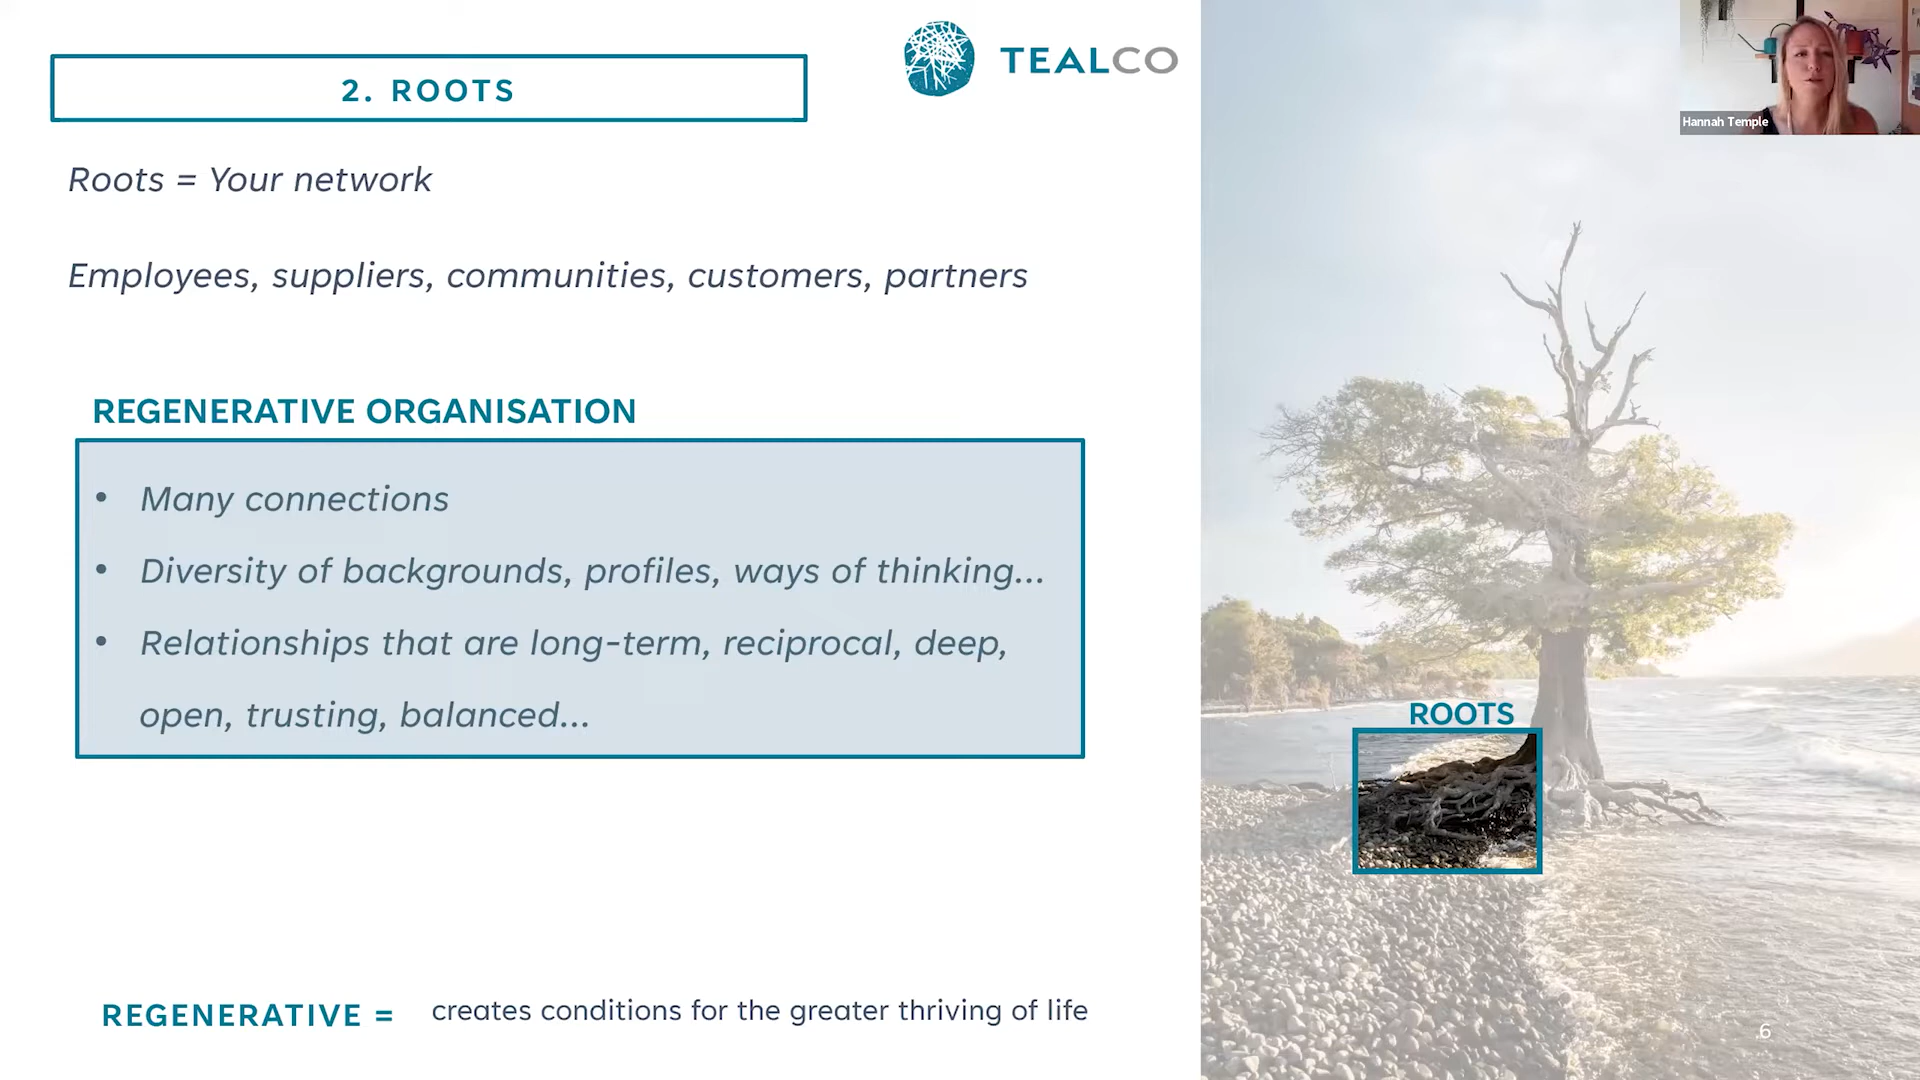 2. ROOTS
TEALCO
Hannah Temple
Roots = Your network
Employees, suppliers, communities, customers, partners
REGENERATIVE ORGANISATION
• Many connections
• Diversity of backgrounds, profiles, ways of thinking...
• Relationships that are long-term, reciprocal, deep,
open, trusting, balanced...
ROOTS
REGENERATIVE = creates conditions for the greater thriving of life
6